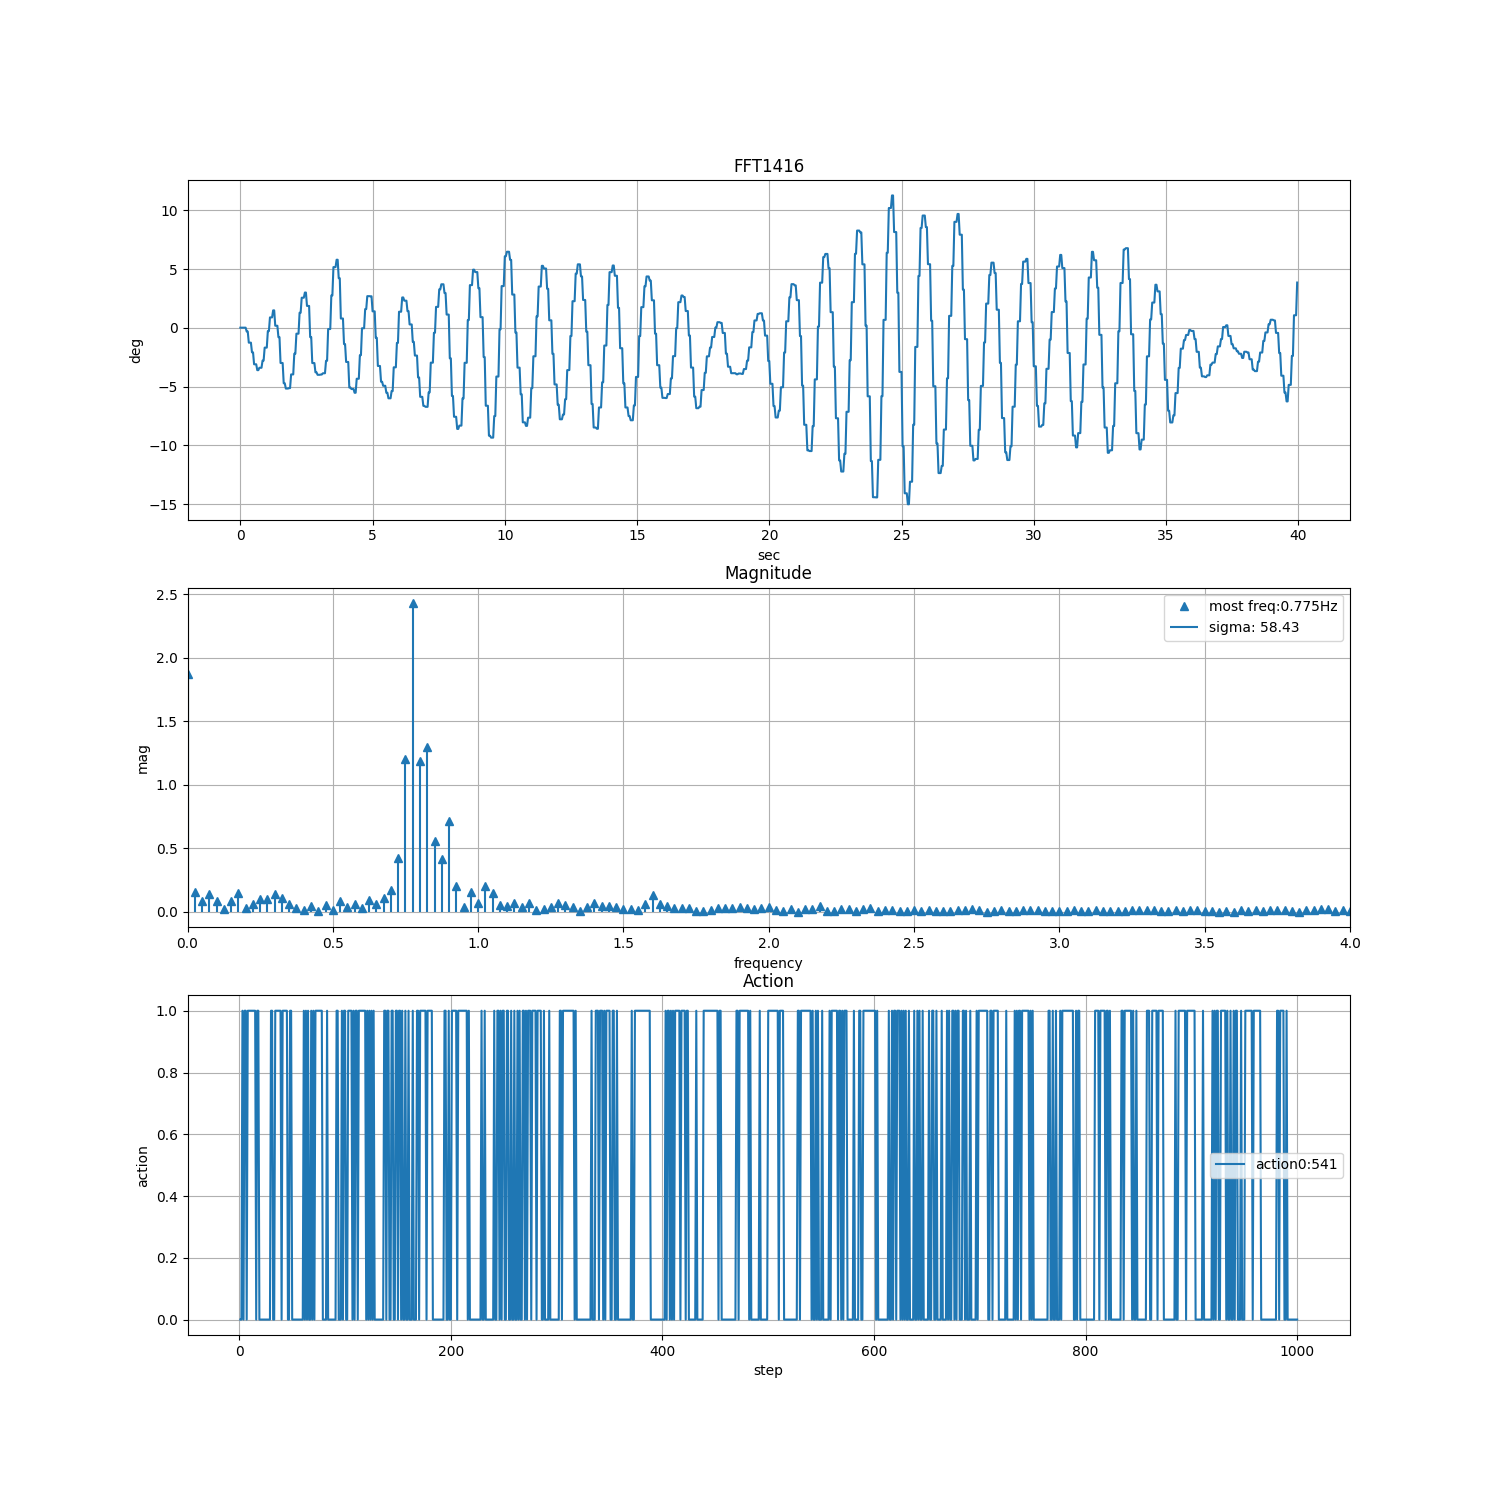 FFT1416
10
5
0
−5
−10
−15
deg
0 5 10 15 20 25 30 35 40
sec
Magnitude
2.5
2.0
1.5
1.0
0.5
0.0
mag
most freq:0.775Hz
sigma: 58.43
0.0 0.5 1.0 1.5 2.0 2.5 3.0 3.5 4.0
frequency
Action
1.0
0.8
0.6
0.4
0.2
0.0
action
action0:541
0 200 400 600 800 1000
step